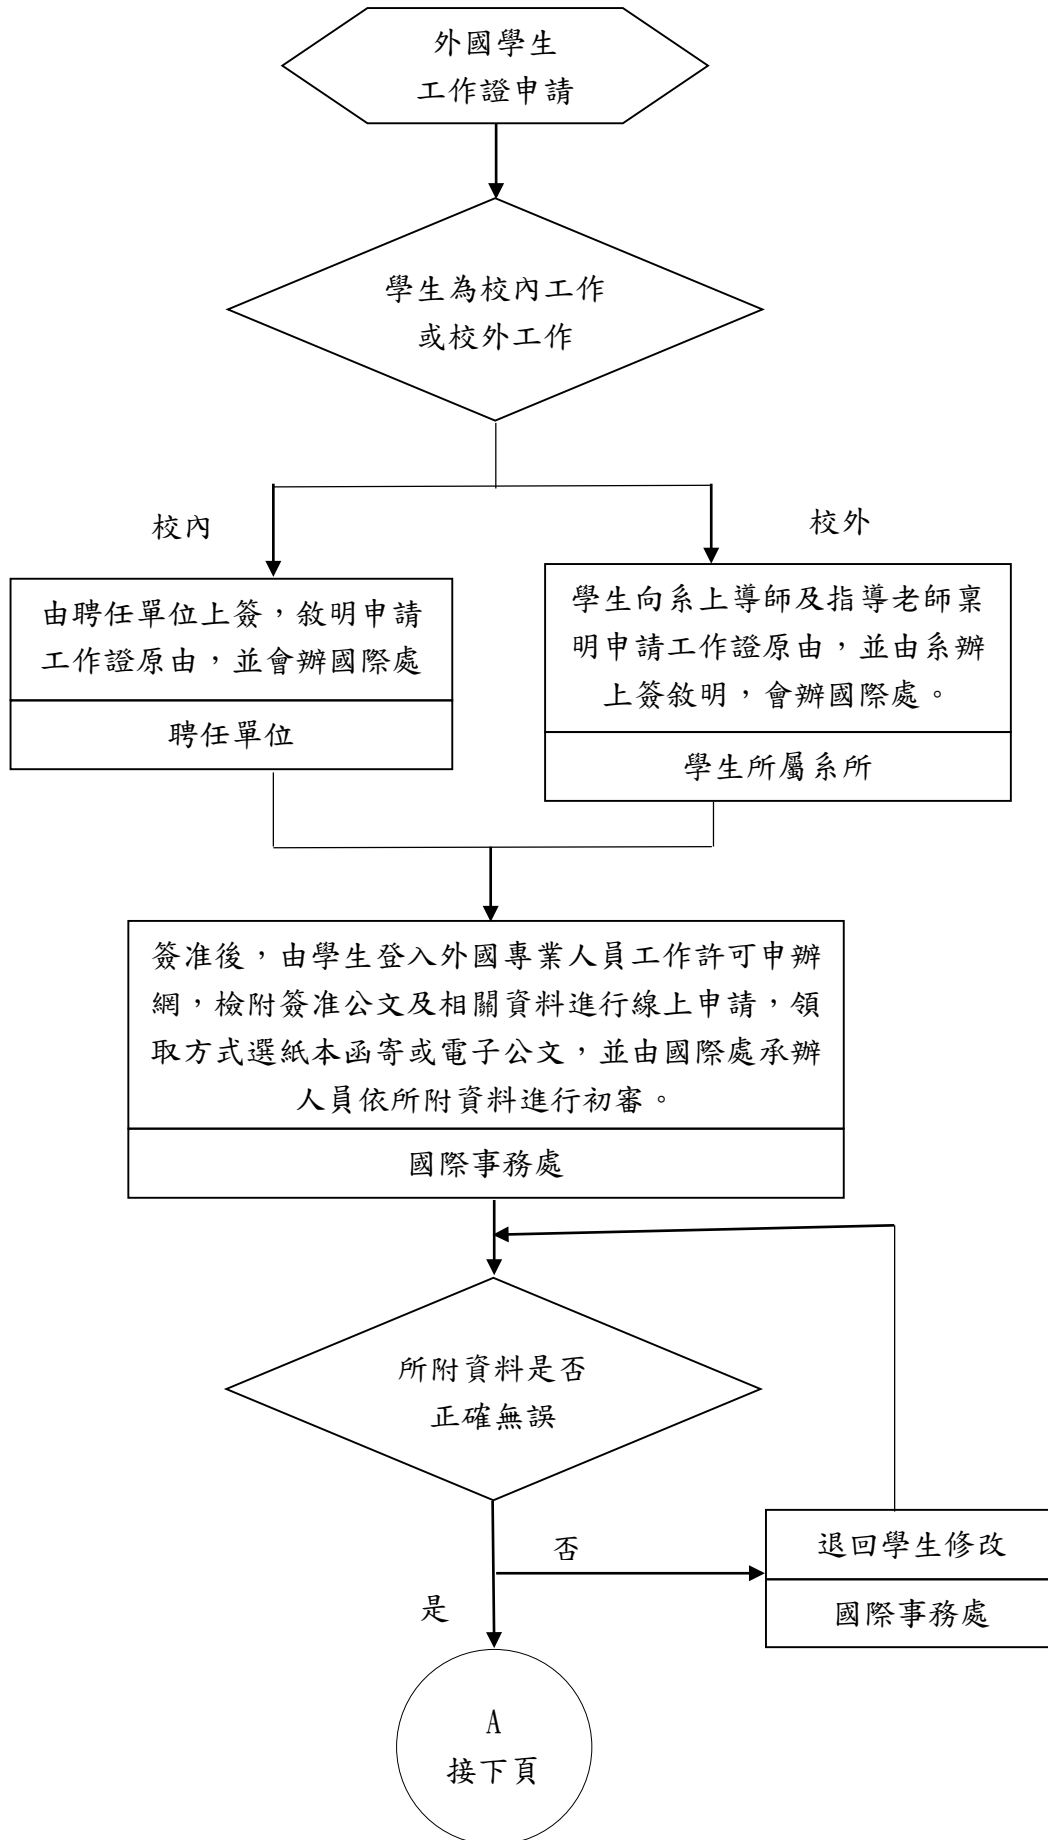 外國學生
工作證申請
學生為校內工作
或校外工作
校內
校外
由聘任單位上簽，敘明申請
工作證原由，並會辦國際處
聘任單位
學生向系上導師及指導老師稟
明申請工作證原由，並由系辦
上簽敘明，會辦國際處。
學生所屬系所
簽准後，由學生登入外國專業人員工作許可申辦
網，檢附簽准公文及相關資料進行線上申請，領
取方式選紙本函寄或電子公文，並由國際處承辦
人員依所附資料進行初審。
國際事務處
所附資料是否
正確無誤
否
退回學生修改
國際事務處
是
A
接下頁